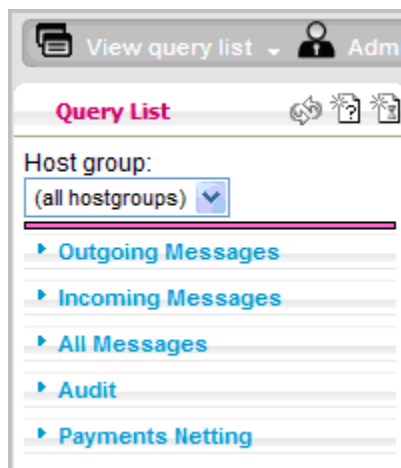 View query list Adm
Query List
Host group:
(all hostgroups)
Outgoing Messages
Incoming Messages
All Messages
Audit
Payments Netting